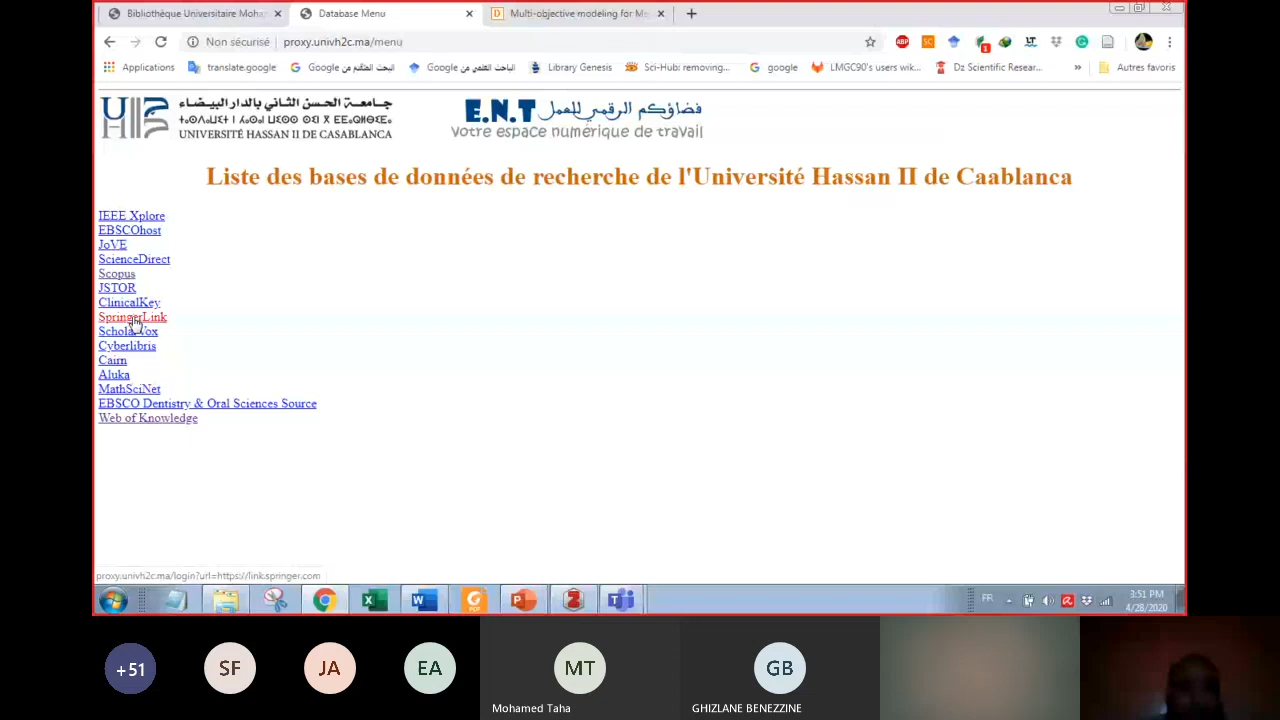 Bibliothèque Universitaire Moha
Database Menu
Multi-objective modeling for M
Non sécurisé
proxy.univh2c.ma/menu
Applications
translate.google
Google البحث المتقدم من
Google الباحث العلمي من
Library Genesis
Sci-Hub: removing...
google
LMGC90's users wik...
Dz Scientific Resear...
»
Autres favoris
جامعة الحسن الثاني بالدار البيضاء
UNIVERSITÉ HASSAN II DE CASABLANCA
E.N.T فضاؤكم الرقمي للعمل
votre espace numérique de travail
Liste des bases de données de recherche de l'Université Hassan II de Caablanca
IEEE Xplore
EBSCOhost
JoVE
ScienceDirect
Scopus
JSTOR
ClinicalKey
SpringerLink
ScholarVox
Cyberlibris
Cairn
Aluka
MathSciNet
EBSCO Dentistry & Oral Sciences Source
Web of Knowledge
proxy.univh2c.ma/login?url=https://link.springer.com
FR
3:51 PM
4/28/2020
+51
SF
JA
EA
MT
GB
Mohamed Taha
GHIZLANE BENEZZINE